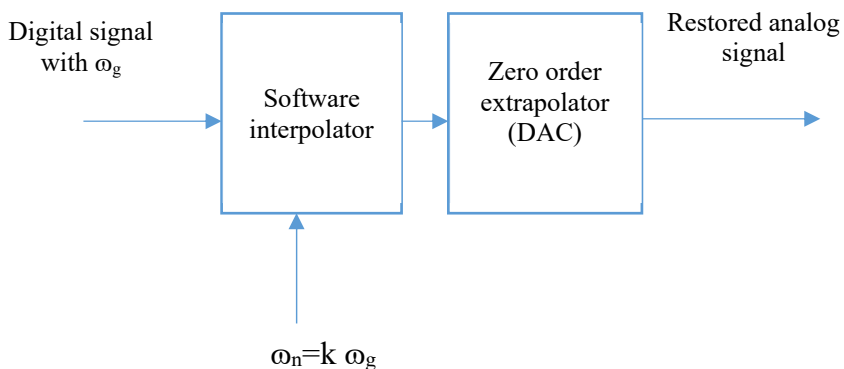 Digital signal
with ωg
Software
interpolator
Zero order
extrapolator
(DAC)
Restored analog
signal
ωn=k ωg